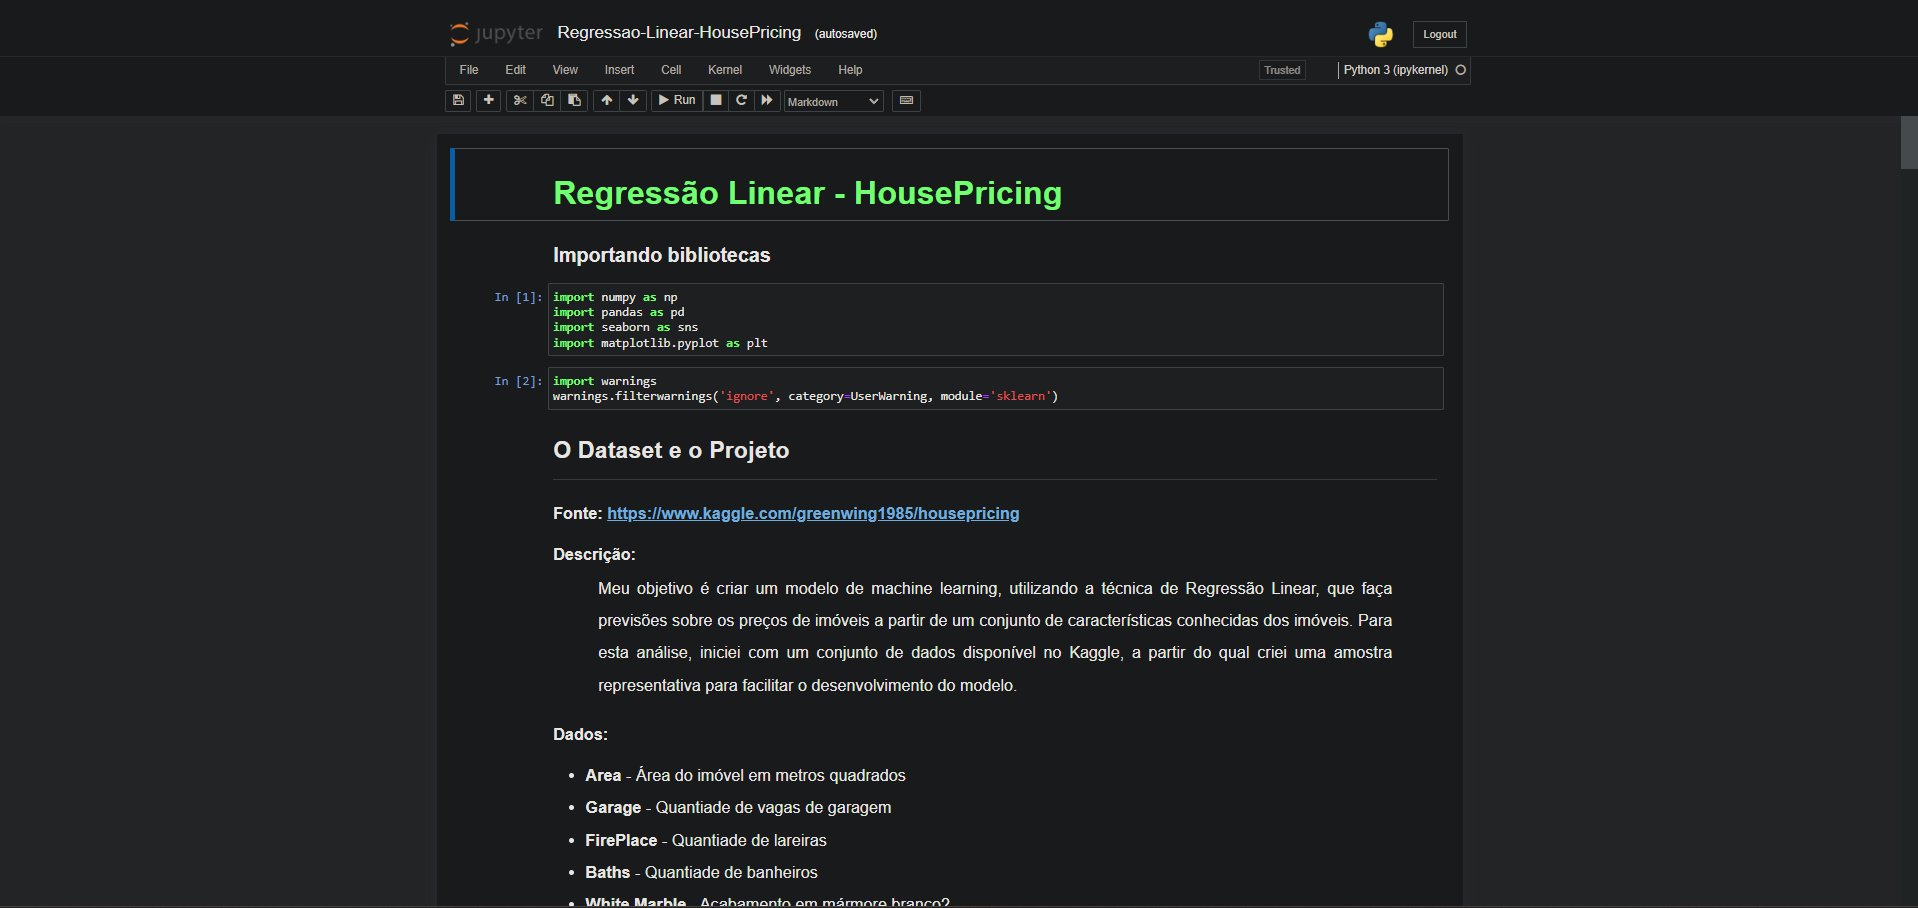 jupyter Regressao-Linear-HousePricing (autosaved) Logout
File Edit View Insert Cell Kernel Widgets Help Trusted Python 3 (ipykernel)
Run Markdown
Regressão Linear - HousePricing
Importando bibliotecas
In [1]: import numpy as np
import pandas as pd
import seaborn as sns
import matplotlib.pyplot as plt
In [2]: import warnings
warnings.filterwarnings('ignore', category=UserWarning, module='sklearn')
O Dataset e o Projeto
Fonte: https://www.kaggle.com/greenwing1985/housepricing
Descrição:
Meu objetivo é criar um modelo de machine learning, utilizando a técnica de Regressão Linear, que faça
previsões sobre os preços de imóveis a partir de um conjunto de características conhecidas dos imóveis. Para
esta análise, iniciei com um conjunto de dados disponível no Kaggle, a partir do qual criei uma amostra
representativa para facilitar o desenvolvimento do modelo.
Dados:
• Area - Área do imóvel em metros quadrados
• Garage - Quantiade de vagas de garagem
• FirePlace - Quantiade de lareiras
• Baths - Quantiade de banheiros
• White Marble - Acabamento em mármore branco?